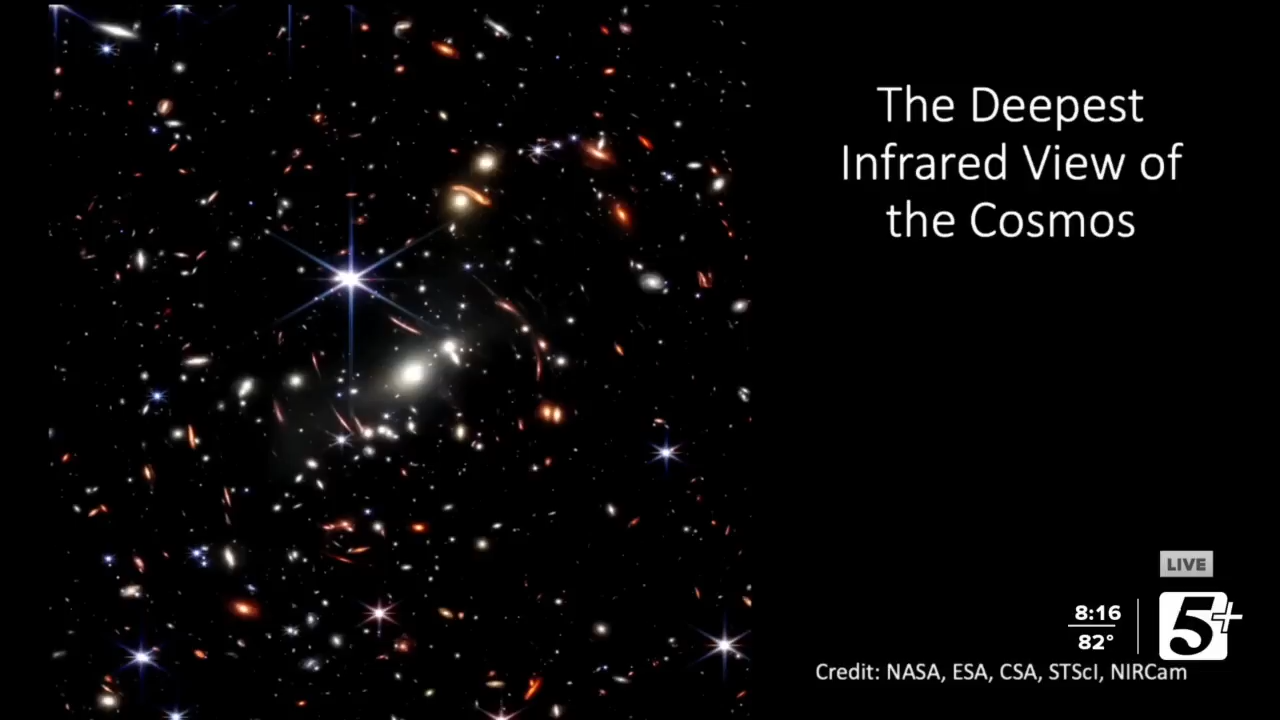 The Deepest
Infrared View of
the Cosmos
LIVE
8:16
82°
5+
Credit: NASA, ESA, CSA, STScI, NIRCam